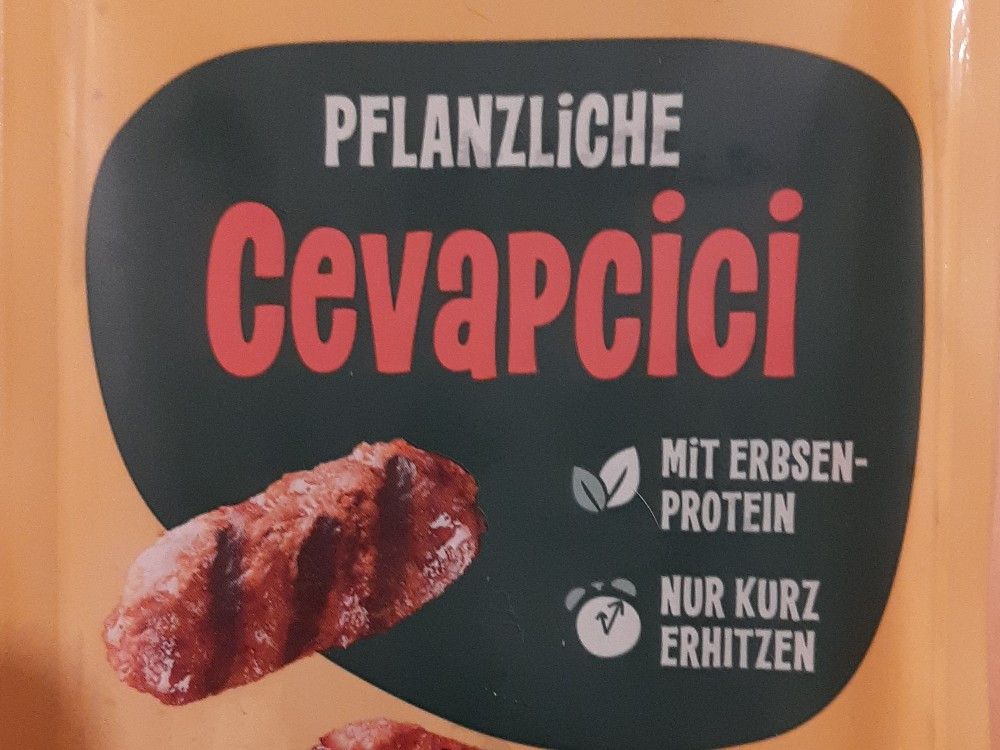 PFLANZLiCHE
Cevapcici
MiT ERBSEN-
PROTEIN
NUR KURZ
ERHITZEN